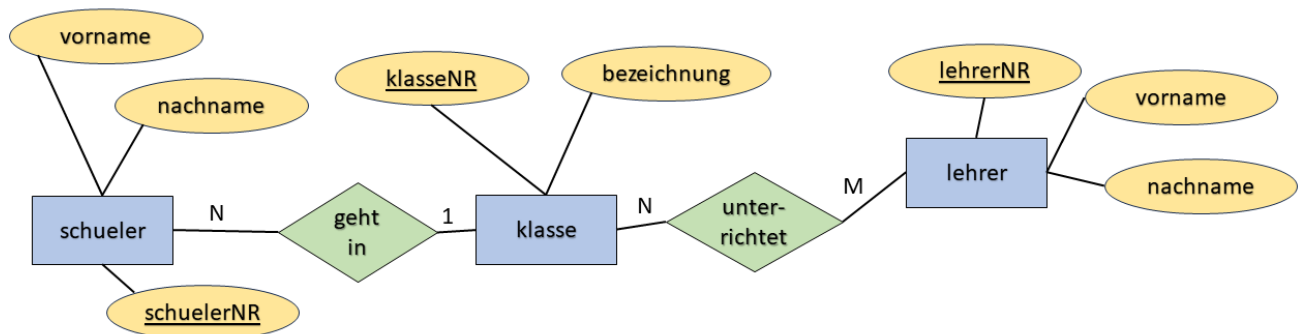 vorname
nachname
klasseNR
bezeichnung
lehrerNR
vorname
nachname
schueler
N
geht
in
1
klasse
N
unter-
richtet
M
lehrer
schuelerNR